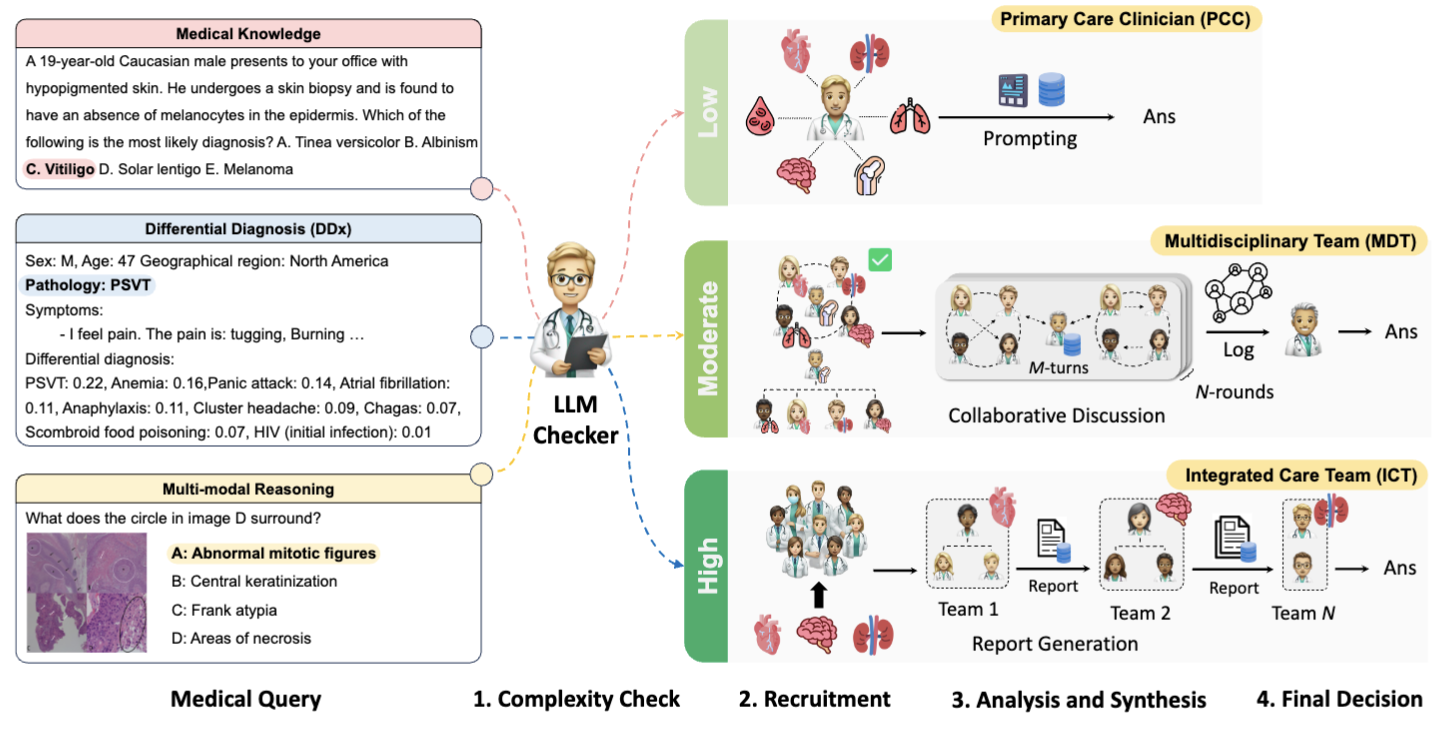 Medical Knowledge
A 19-year-old Caucasian male presents to your office with
hypopigmented skin. He undergoes a skin biopsy and is found to
have an absence of melanocytes in the epidermis. Which of the
following is the most likely diagnosis? A. Tinea versicolor B. Albinism
C. Vitiligo D. Solar lentigo E. Melanoma
Differential Diagnosis (DDx)
Sex: M, Age: 47 Geographical region: North America
Pathology: PSVT
Symptoms:
- I feel pain. The pain is: tugging, Burning …
Differential diagnosis:
PSVT: 0.22, Anemia: 0.16,Panic attack: 0.14, Atrial fibrillation:
0.11, Anaphylaxis: 0.11, Cluster headache: 0.09, Chagas: 0.07,
Scombroid food poisoning: 0.07, HIV (initial infection): 0.01
Multi-modal Reasoning
What does the circle in image D surround?
A: Abnormal mitotic figures
B: Central keratinization
C: Frank atypia
D: Areas of necrosis
Medical Query
LLM
Checker
1. Complexity Check
Low
Primary Care Clinician (PCC)
Prompting
Ans
Moderate
Multidisciplinary Team (MDT)
M-turns
Collaborative Discussion
Log
N-rounds
Ans
High
Integrated Care Team (ICT)
Team 1
Report
Team 2
Report
Team N
Ans
Report Generation
2. Recruitment
3. Analysis and Synthesis
4. Final Decision